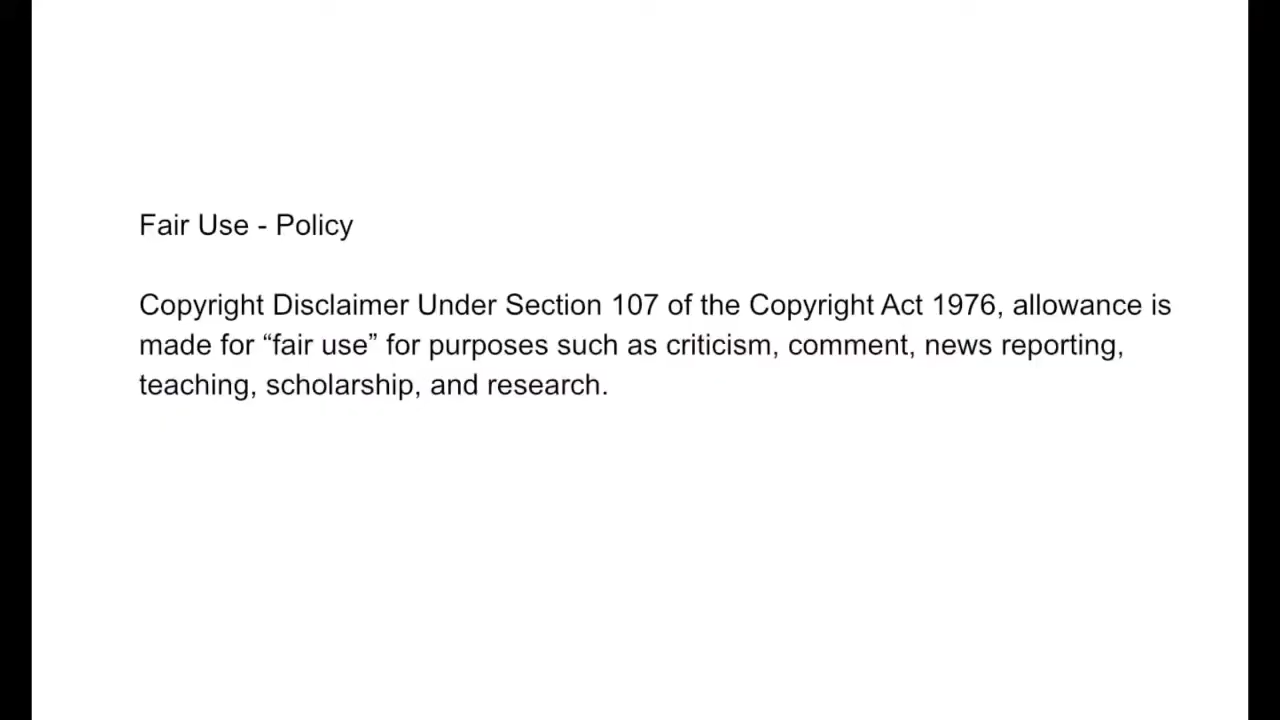 Fair Use - Policy
Copyright Disclaimer Under Section 107 of the Copyright Act 1976, allowance is
made for “fair use” for purposes such as criticism, comment, news reporting,
teaching, scholarship, and research.